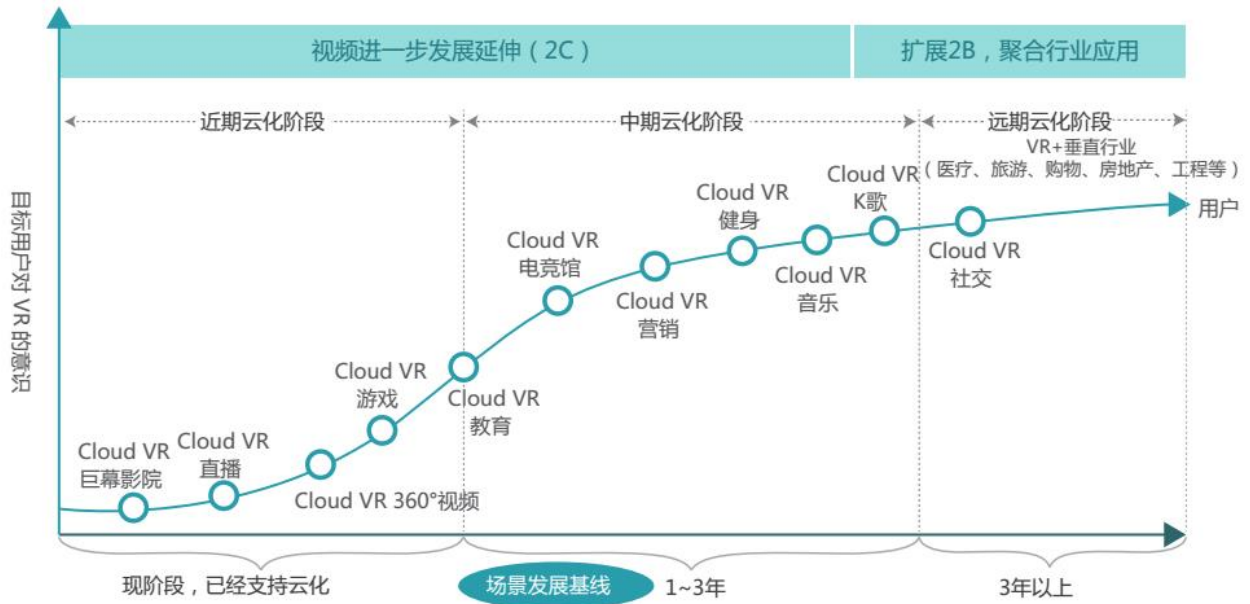 视频进一步发展延伸（2C）
扩展2B，聚合行业应用
近期云化阶段
中期云化阶段
远期云化阶段
VR+垂直行业
（医疗、旅游、购物、房地产、工程等）
目标用户对 VR 的意识
Cloud VR
巨幕影院
Cloud VR
直播
Cloud VR 360°视频
Cloud VR
游戏
Cloud VR
教育
Cloud VR
电竞馆
Cloud VR
营销
Cloud VR
健身
Cloud VR
音乐
Cloud VR
K歌
Cloud VR
社交
用户
现阶段，已经支持云化
场景发展基线
1~3年
3年以上